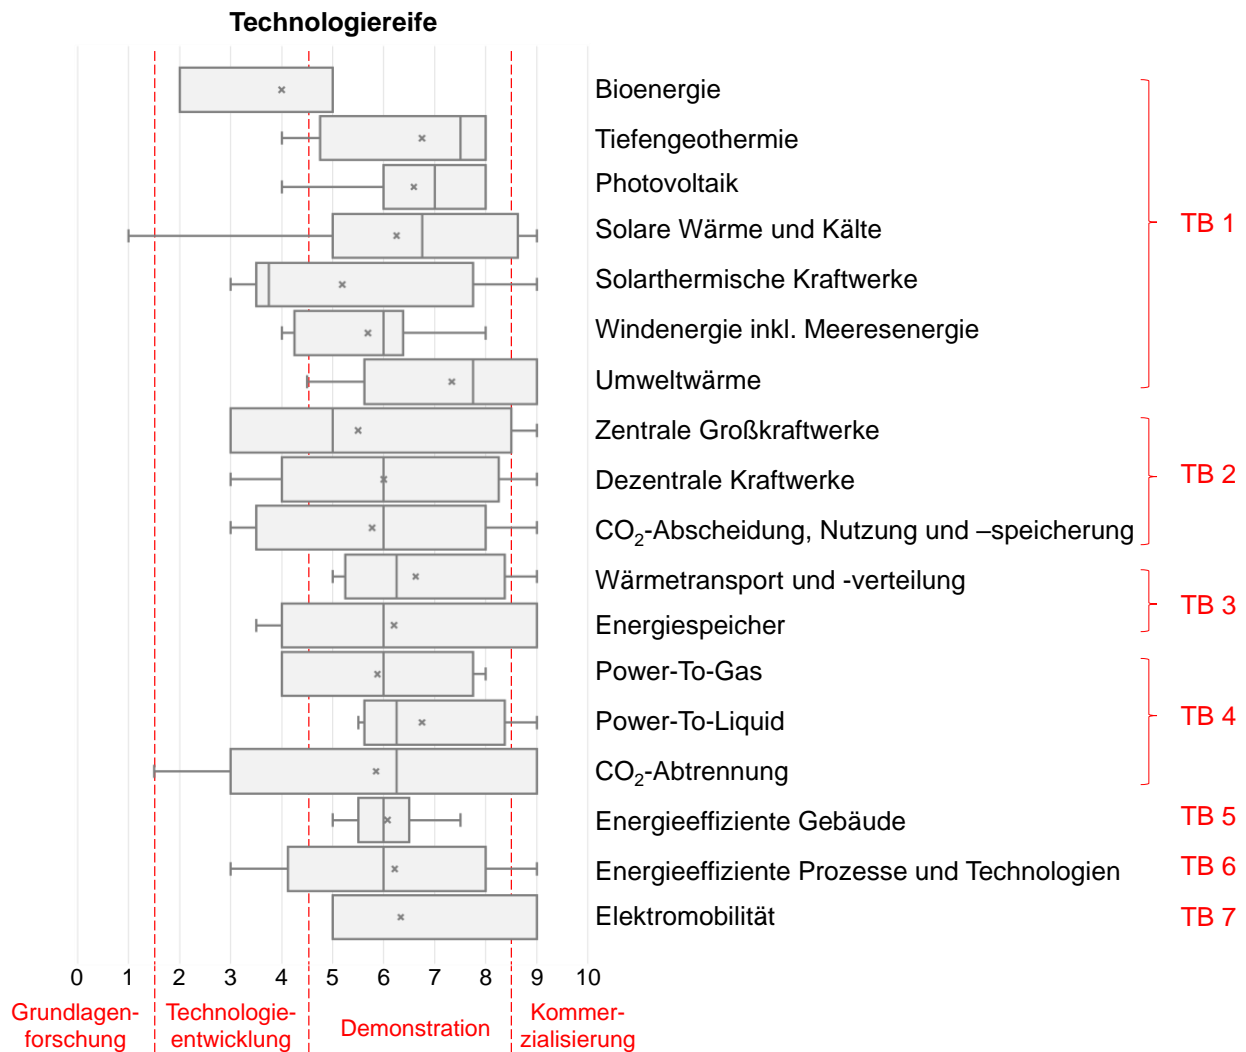 Technologiereife
Bioenergie
Tiefengeothermie
Photovoltaik
Solare Wärme und Kälte
TB 1
Solarthermische Kraftwerke
Windenergie inkl. Meeresenergie
Umweltwärme
Zentrale Großkraftwerke
Dezentrale Kraftwerke
TB 2
CO₂-Abscheidung, Nutzung und –speicherung
Wärmetransport und -verteilung
TB 3
Energiespeicher
Power-To-Gas
Power-To-Liquid
TB 4
CO₂-Abtrennung
Energieeffiziente Gebäude
TB 5
Energieeffiziente Prozesse und Technologien
TB 6
Elektromobilität
TB 7
0 1 2 3 4 5 6 7 8 9 10
Grundlagen-
forschung
Technologie-
entwicklung
Demonstration
Kommer-
zialisierung